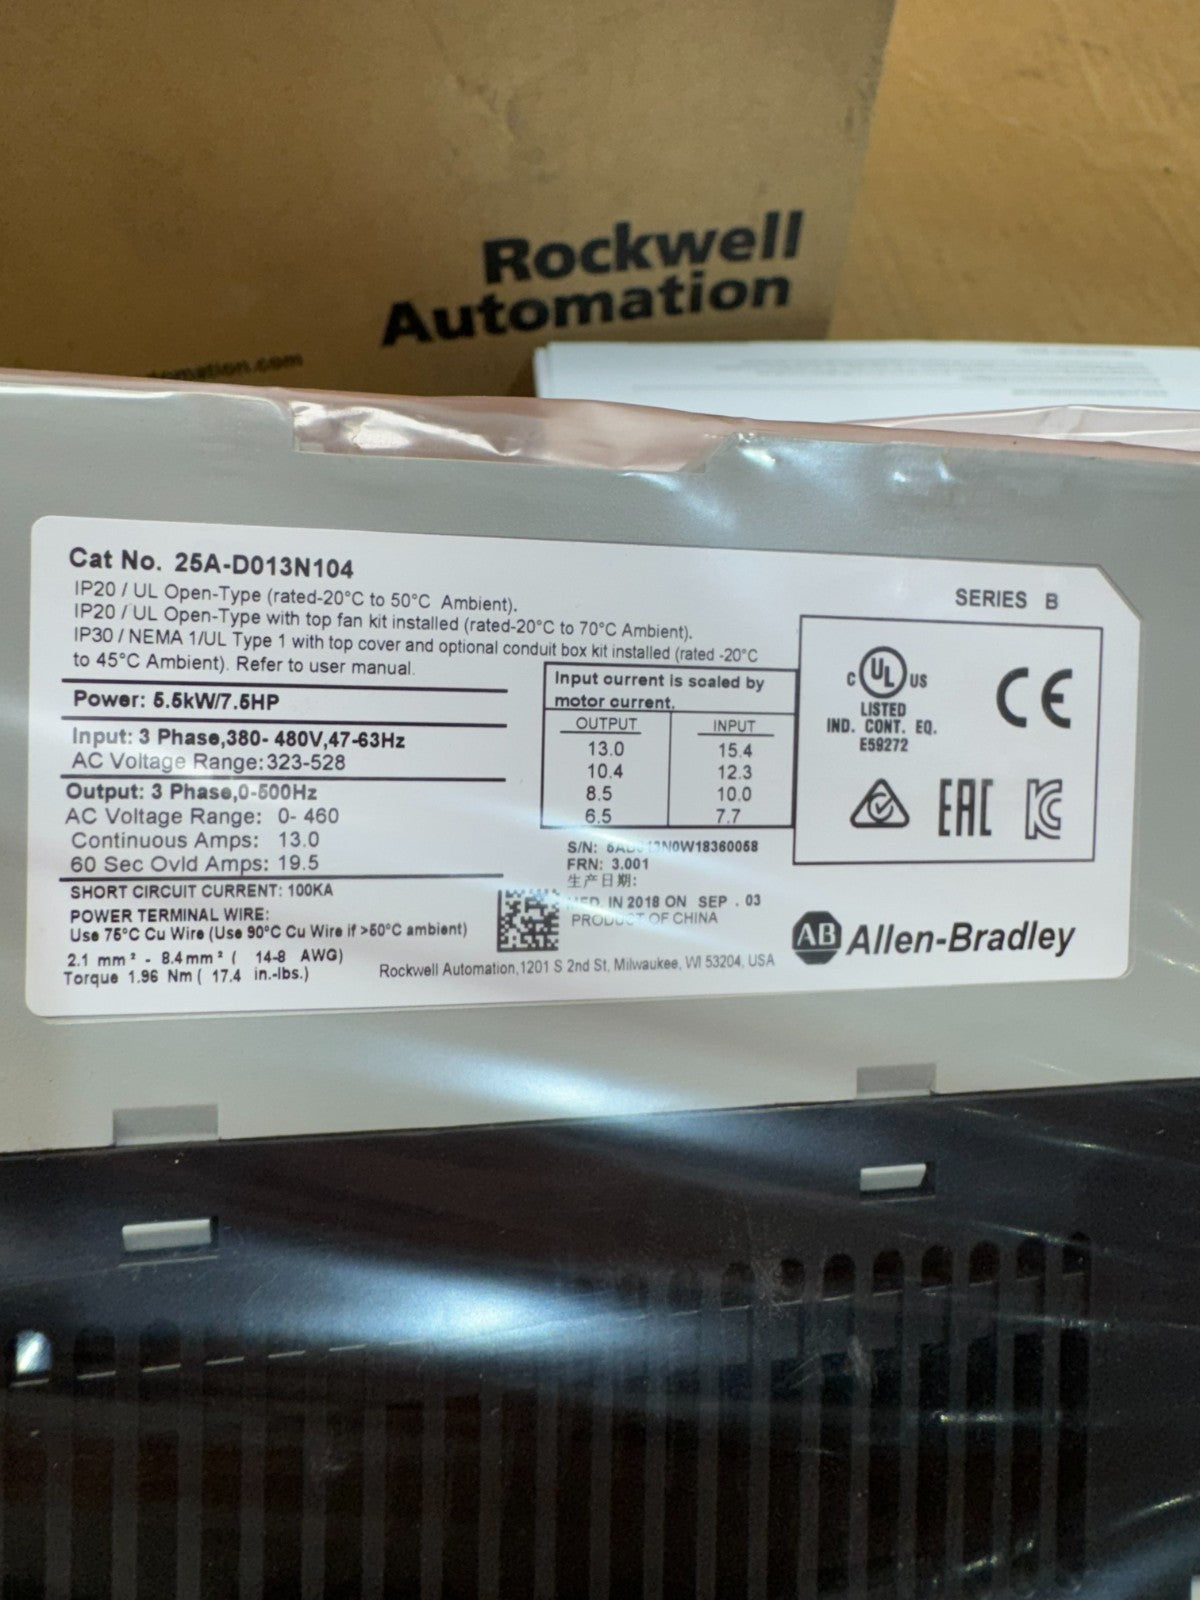 Rockwell
Automation
tomation.com
Cat No. 25A-D013N104
IP20 / UL Open-Type (rated-20°C to 50°C Ambient).
IP20 / UL Open-Type with top fan kit installed (rated-20°C to 70°C Ambient).
IP30 / NEMA 1/UL Type 1 with top cover and optional conduit box kit installed (rated -20°C
to 45°C Ambient). Refer to user manual.
SERIES B
Power: 5.5kW/7.5HP
Input: 3 Phase,380- 480V,47-63Hz
AC Voltage Range:323-528
Output: 3 Phase,0-500Hz
AC Voltage Range: 0- 460
Continuous Amps: 13.0
60 Sec Ovld Amps: 19.5
SHORT CIRCUIT CURRENT: 100KA
POWER TERMINAL WIRE:
Use 75°C Cu Wire (Use 90°C Cu Wire if >50°C ambient)
2.1 mm² - 8.4mm² ( 14-8 AWG)
Torque 1.96 Nm ( 17.4 in.-lbs.)
Input current is scaled by
motor current.
OUTPUT INPUT
13.0 15.4
10.4 12.3
8.5 10.0
6.5 7.7
S/N: N0W18360058
FRN: 3.001
生产日期:
IN 2018 ON SEP . 03
PRODUCT OF CHINA
Rockwell Automation,1201 S 2nd St, Milwaukee, WI 53204, USA
C UL US
LISTED
IND. CONT. EQ.
E59272
CE
EAC
KC
AB Allen-Bradley